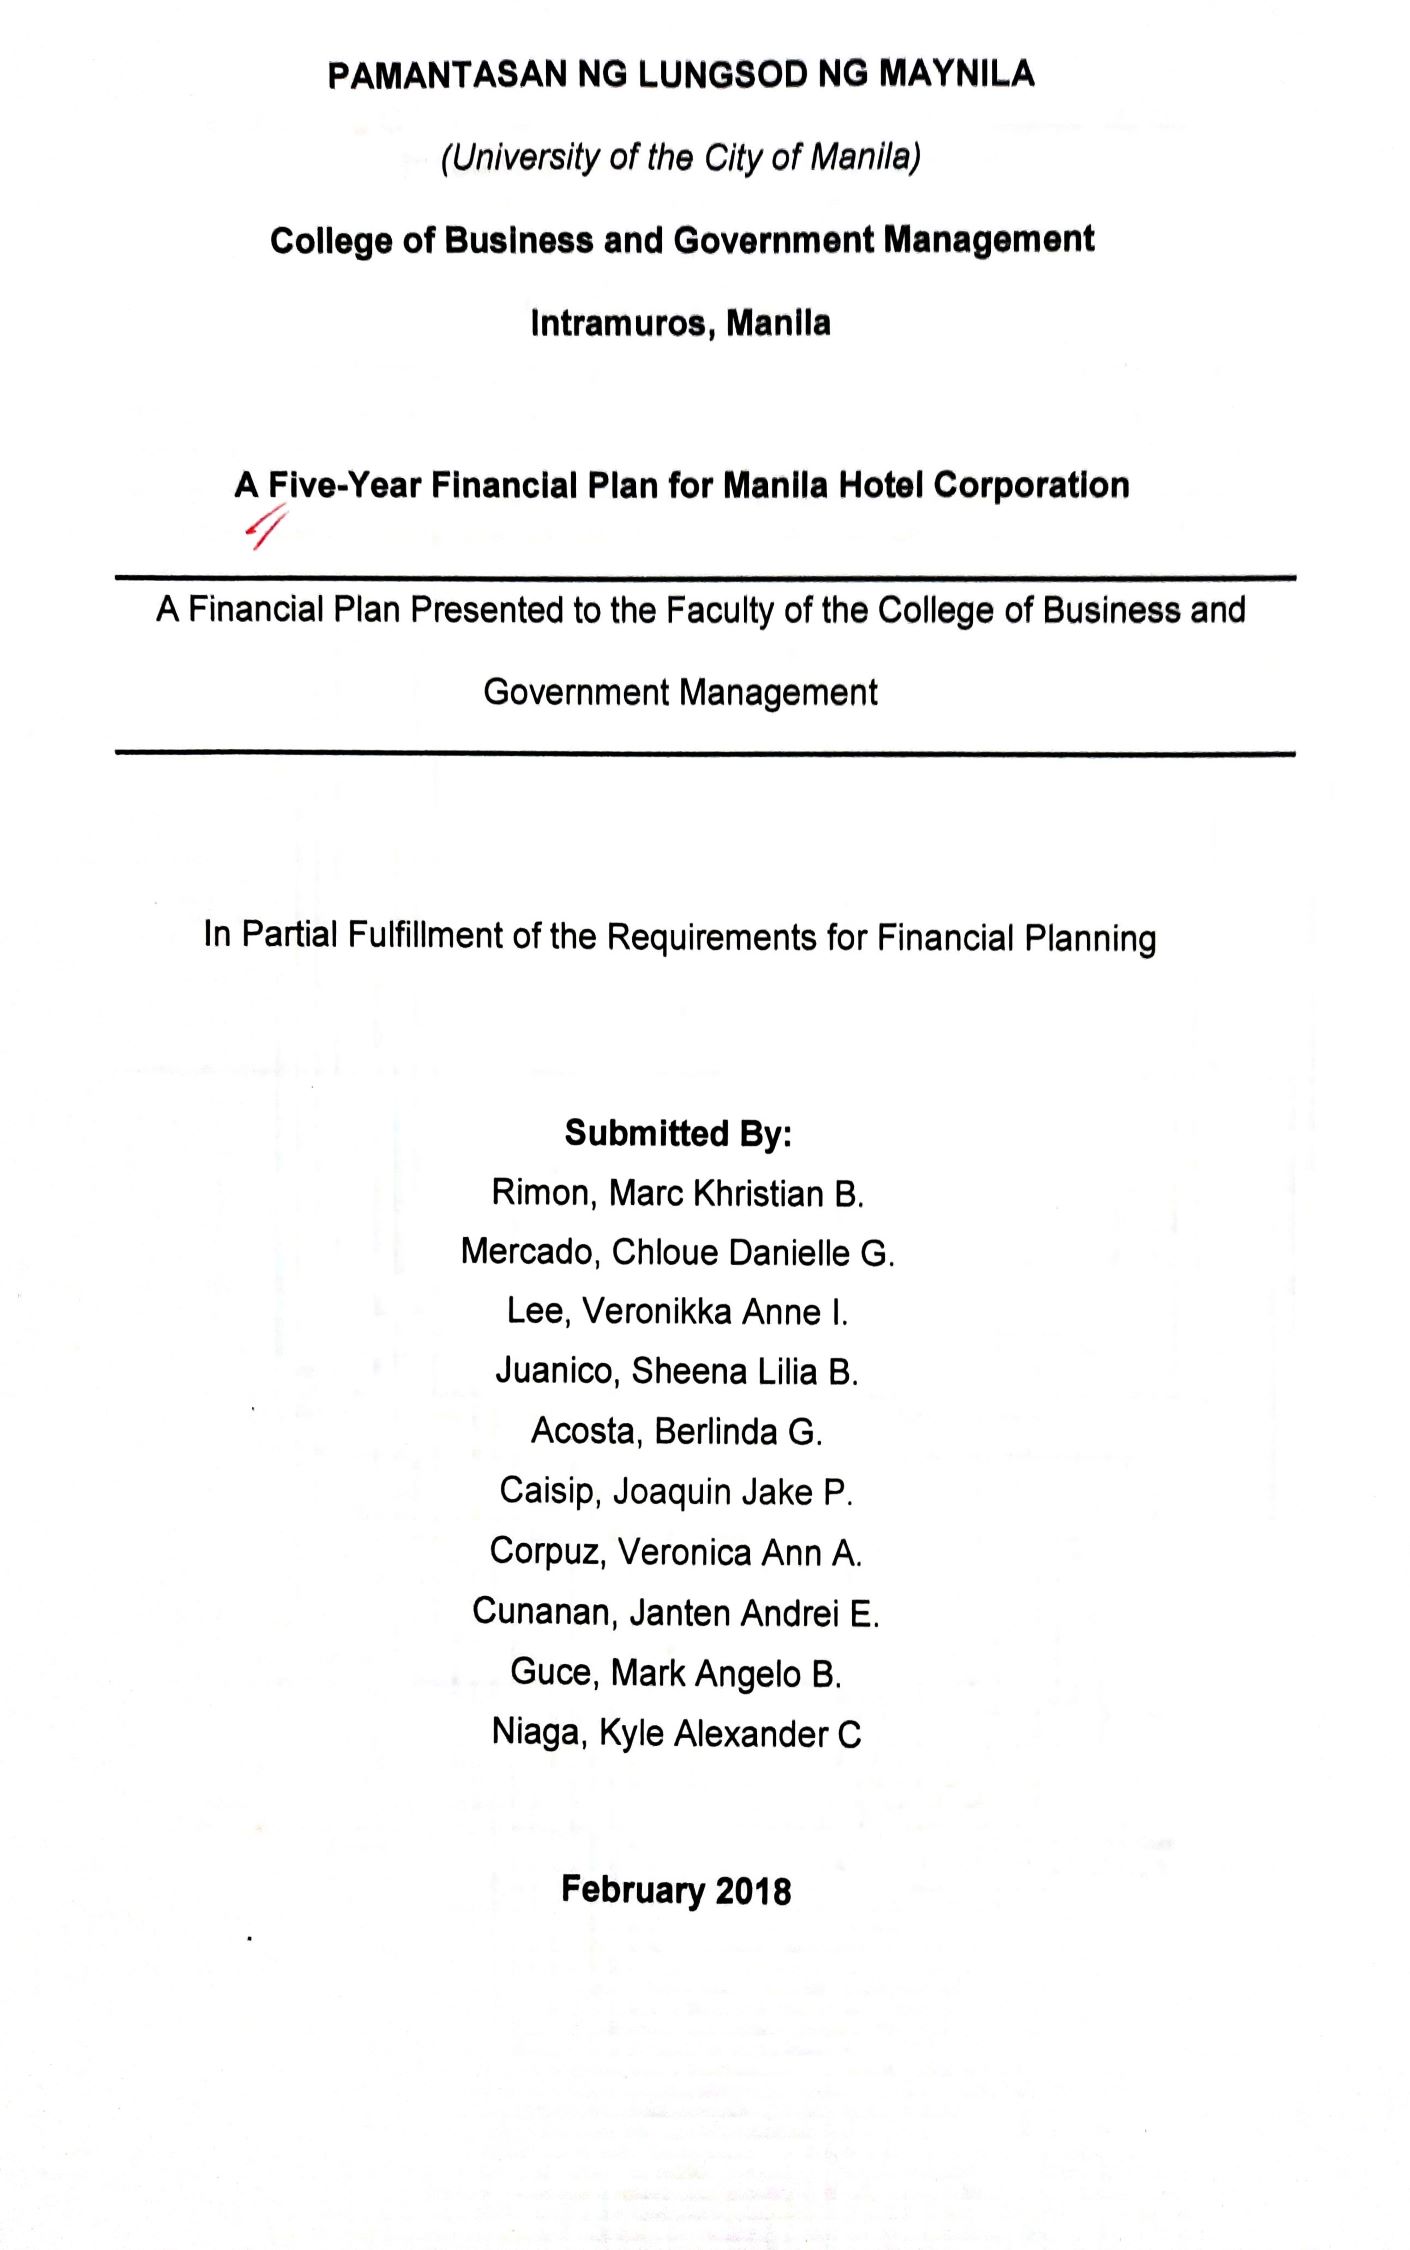 PAMANTASAN NG LUNGSOD NG MAYNILA
(University of the City of Manila)
College of Business and Government Management
Intramuros, Manila
A Five-Year Financial Plan for Manila Hotel Corporation
A Financial Plan Presented to the Faculty of the College of Business and
Government Management
In Partial Fulfillment of the Requirements for Financial Planning
Submitted By:
Rimon, Marc Khristian B.
Mercado, Chloue Danielle G.
Lee, Veronikka Anne I.
Juanico, Sheena Lilia B.
Acosta, Berlinda G.
Caisip, Joaquin Jake P.
Corpuz, Veronica Ann A.
Cunanan, Janten Andrei E.
Guce, Mark Angelo B.
Niaga, Kyle Alexander C
February 2018